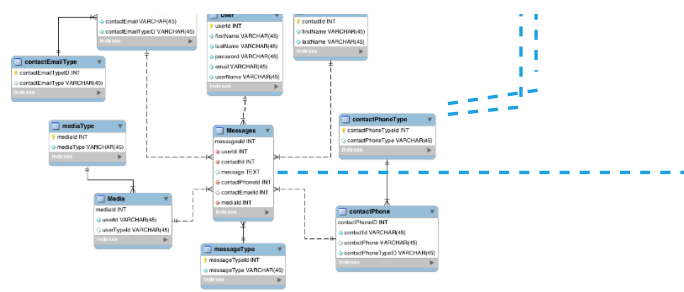 contactEmail VARCHAR(45)
contactEmailTypeID VARCHAR(45)
Indexes
User
userId INT
firstName VARCHAR(45)
lastName VARCHAR(45)
password VARCHAR(45)
email VARCHAR(45)
userName VARCHAR(45)
Indexes
contactId INT
firstName VARCHAR(45)
lastName VARCHAR(45)
Indexes
contactEmailType
contactEmailTypeID INT
contactEmailType VARCHAR(45)
Indexes
mediaType
mediaId INT
mediaType VARCHAR(45)
Indexes
Messages
messagesId INT
userId INT
contactId INT
message TEXT
contactPhoneId INT
contactEmailId INT
mediaId INT
Indexes
contactPhoneType
contactPhoneTypeId INT
contactPhoneType VARCHAR(45)
Indexes
Media
mediaId INT
userId VARCHAR(45)
userTypeId VARCHAR(45)
Indexes
contactPhone
contactPhoneID INT
contactId VARCHAR(45)
contactPhone VARCHAR(45)
contactPhoneTypeID VARCHAR(45)
Indexes
messageType
messageTypeId INT
messageType VARCHAR(45)
Indexes